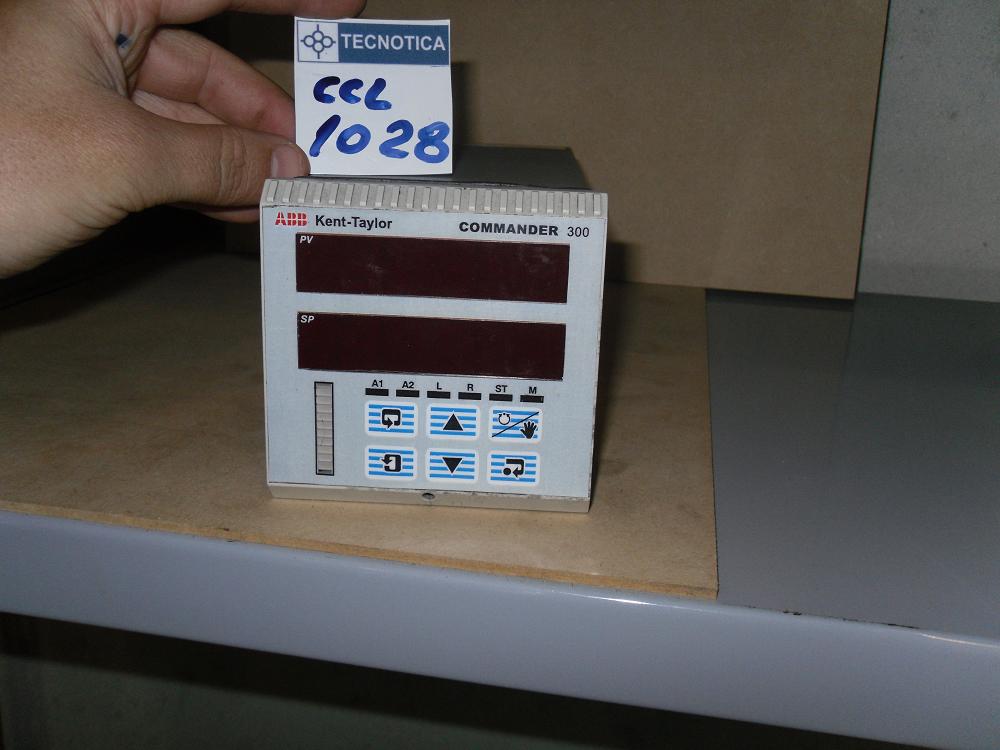 TECNOTICA
CCL
1028
ABB Kent-Taylor COMMANDER 300
PV
SP
A1 A2 L R ST M